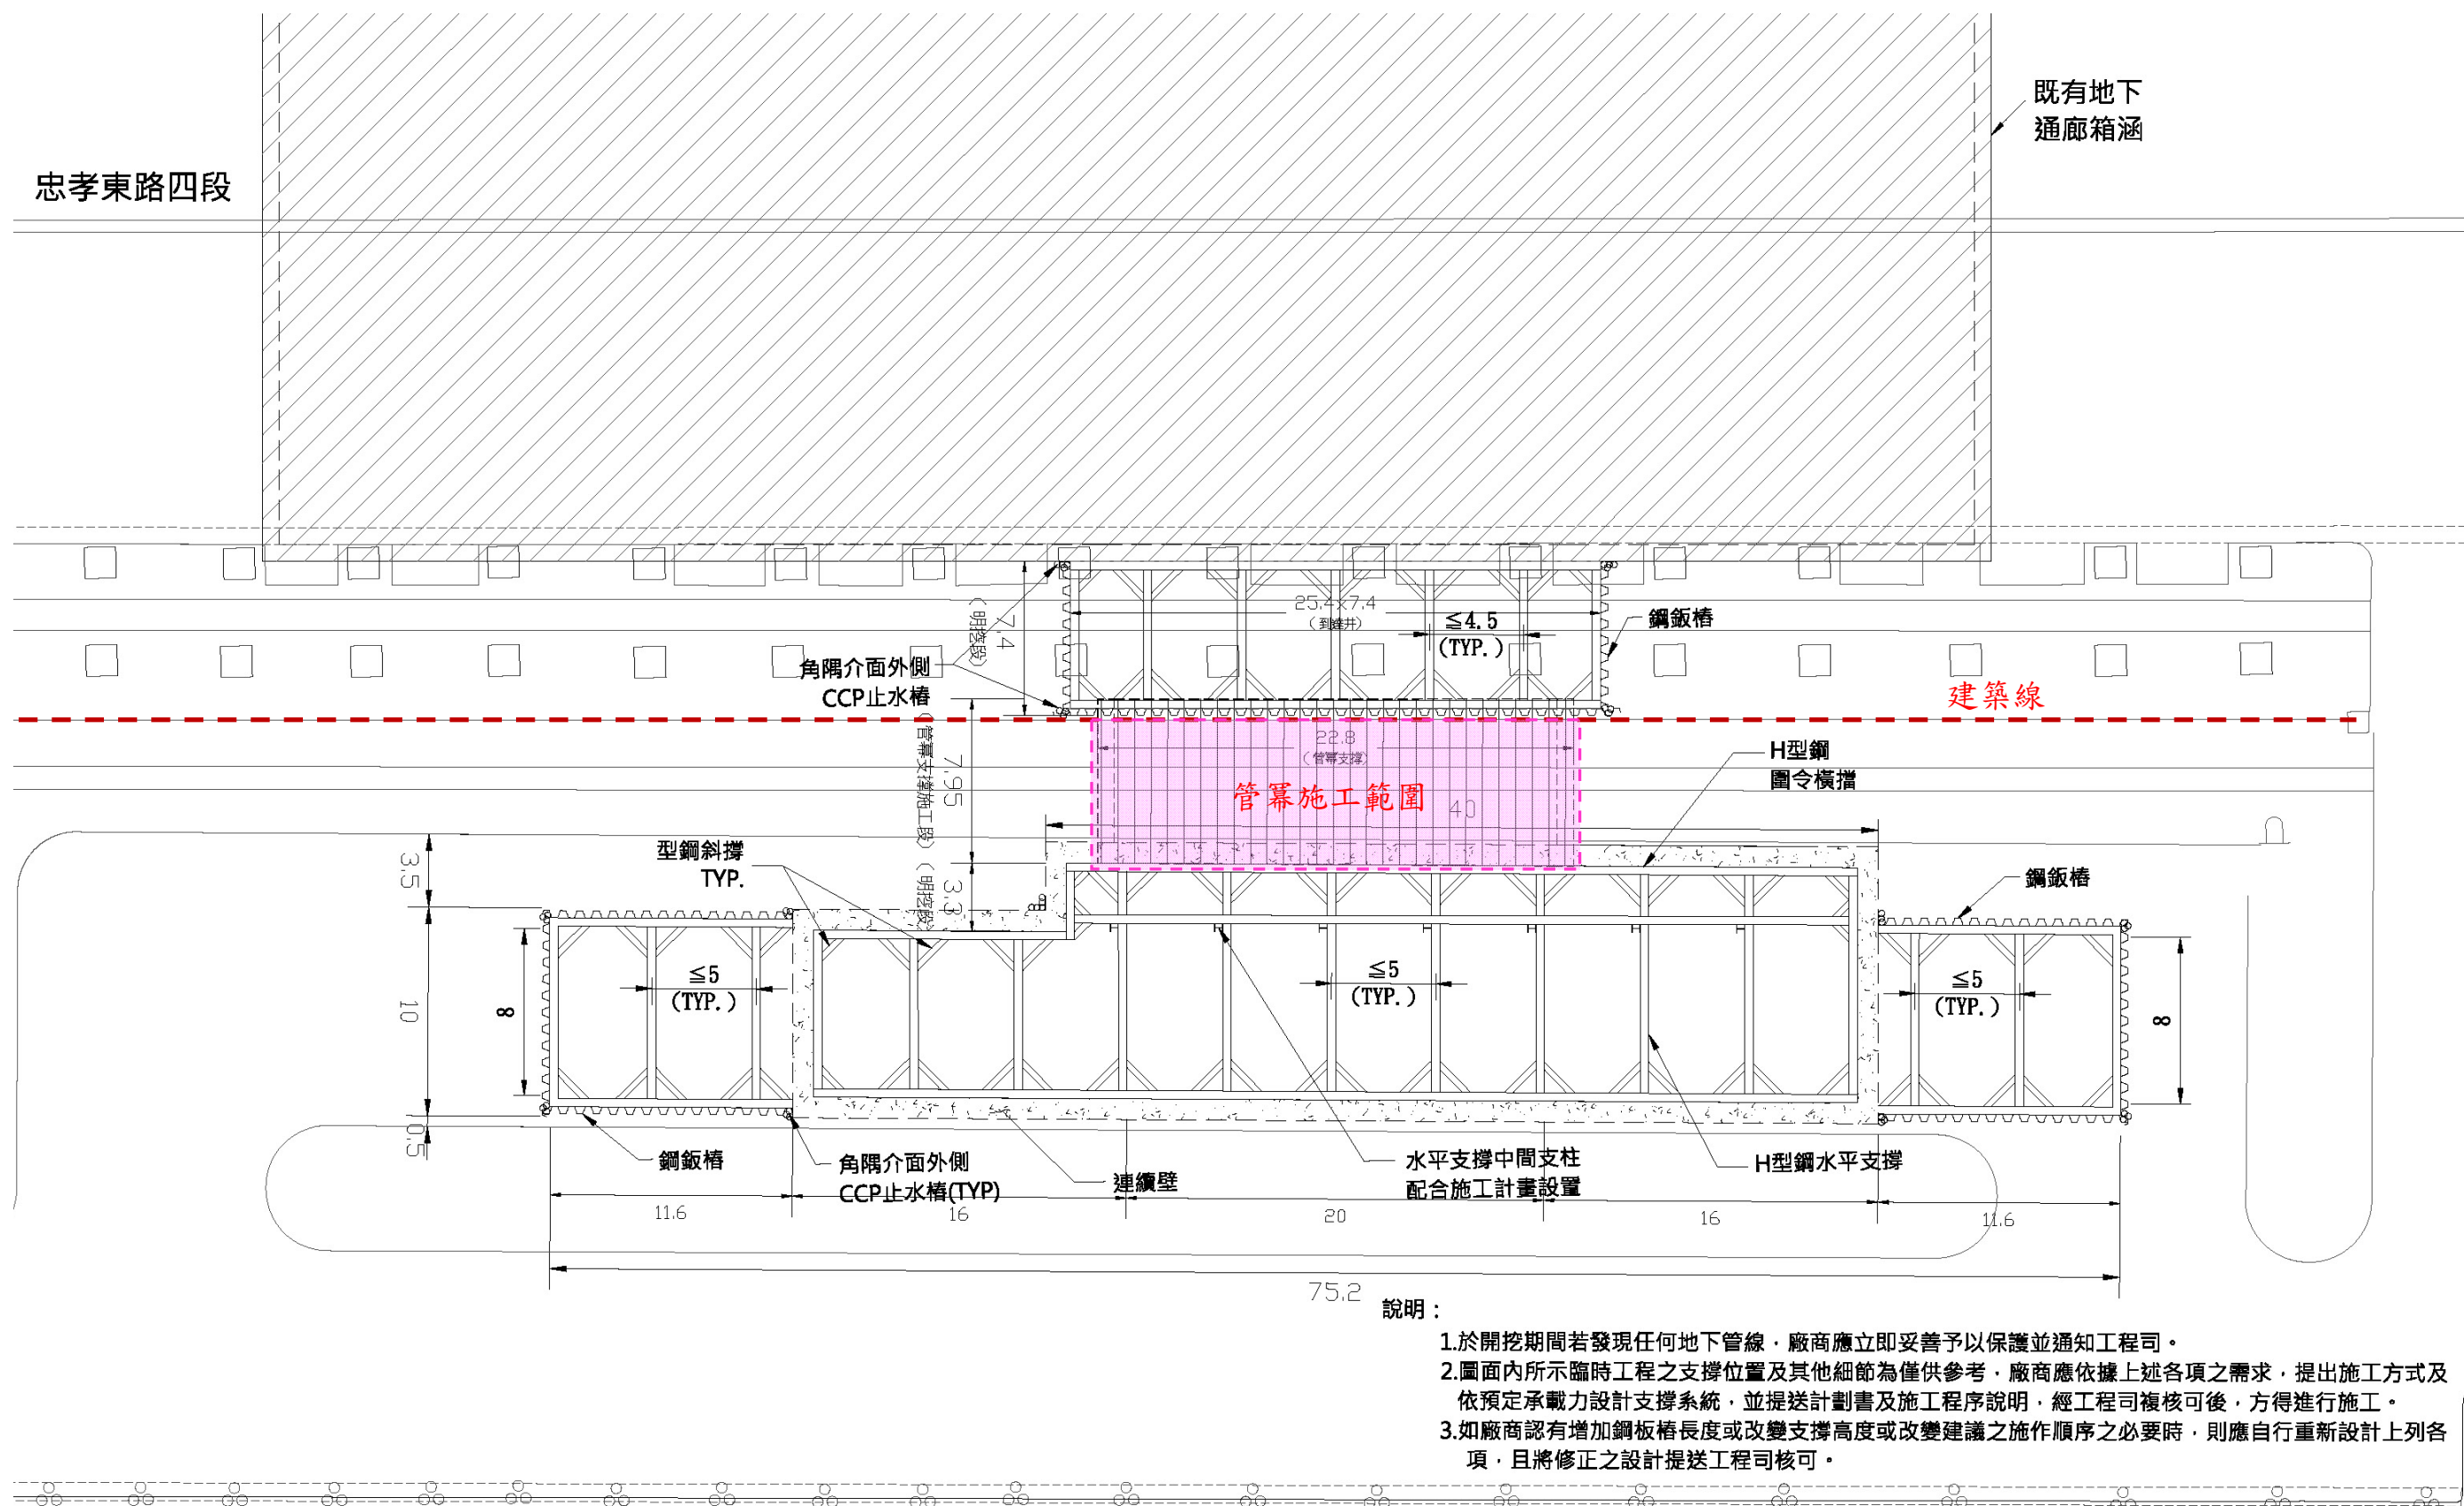 既有地下
通廊箱涵
忠孝東路四段
25.4×7.4
（到達井）
≦4.5
(TYP.)
鋼鈑樁
7.4
（明挖段）
角隅介面外側
CCP止水樁
建築線
22.8
（管冪支撐）
管冪施工範圍
40
7.95
（管冪支撐施工段）
H型鋼
圍令橫擋
3.5
型鋼斜撐
TYP.
3.3
（明挖段）
鋼鈑樁
≦5
(TYP.)
≦5
(TYP.)
≦5
(TYP.)
10
8
8
0.5
鋼鈑樁
角隅介面外側
CCP止水樁(TYP)
連續壁
水平支撐中間支柱
配合施工計畫設置
H型鋼水平支撐
11.6
16
20
16
11.6
75.2
說明：
1.於開挖期間若發現任何地下管線，廠商應立即妥善予以保護並通知工程司。
2.圖面內所示臨時工程之支撐位置及其他細節為僅供參考，廠商應依據上述各項之需求，提出施工方式及
依預定承載力設計支撐系統，並提送計劃書及施工程序說明，經工程司複核可後，方得進行施工。
3.如廠商認有增加鋼板樁長度或改變支撐高度或改變建議之施作順序之必要時，則應自行重新設計上列各
項，且將修正之設計提送工程司核可。